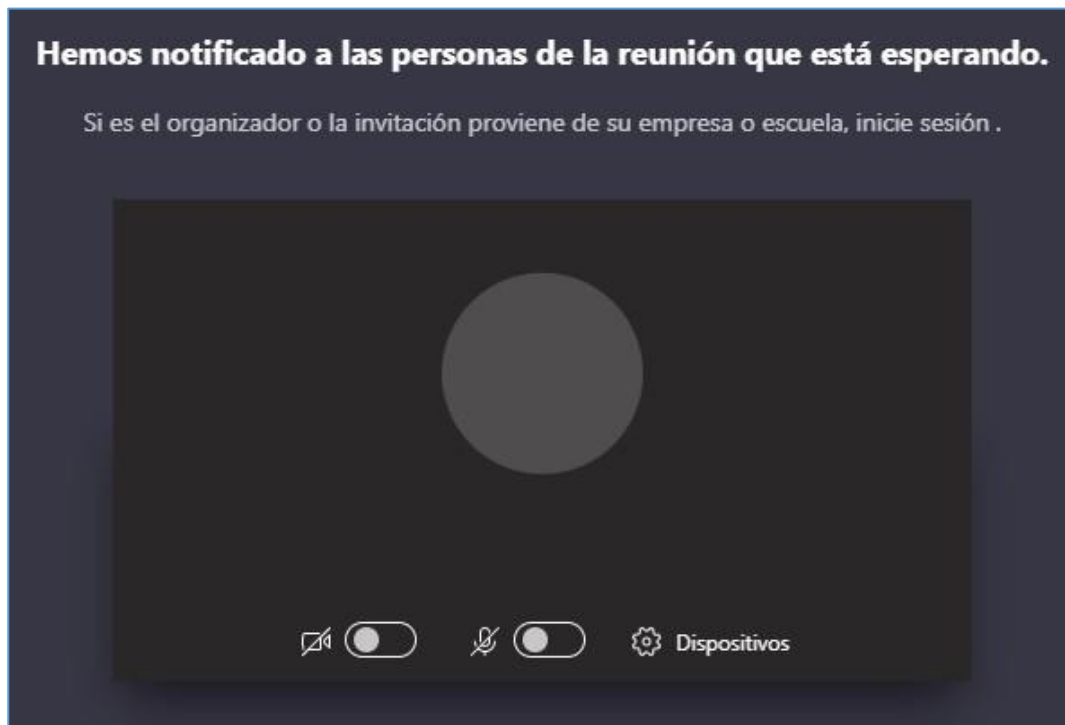 Hemos notificado a las personas de la reunión que está esperando.
Si es el organizador o la invitación proviene de su empresa o escuela, inicie sesión .
Dispositivos